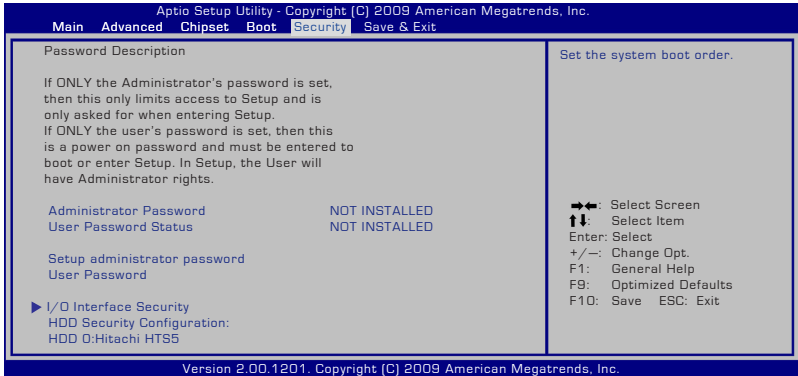 Aptio Setup Utility - Copyright (C) 2009 American Megatrends, Inc.
Main Advanced Chipset Boot Security Save & Exit
Password Description
If ONLY the Administrator's password is set,
then this only limits access to Setup and is
only asked for when entering Setup.
If ONLY the user's password is set, then this
is a power on password and must be entered to
boot or enter Setup. In Setup, the User will
have Administrator rights.
Administrator Password NOT INSTALLED
User Password Status NOT INSTALLED
Setup administrator password
User Password
I/O Interface Security
HDD Security Configuration:
HDD 0:Hitachi HTS5
Set the system boot order.
→←: Select Screen
↑↓: Select Item
Enter: Select
+/—: Change Opt.
F1: General Help
F9: Optimized Defaults
F10: Save ESC: Exit
Version 2.00.1201. Copyright (C) 2009 American Megatrends, Inc.